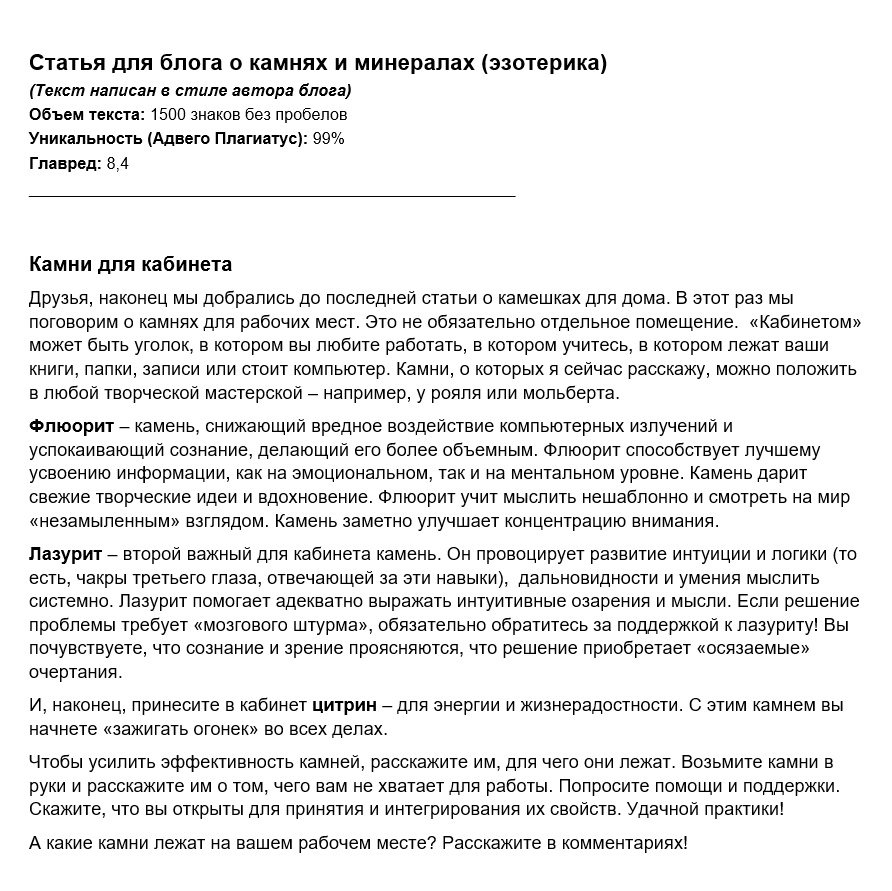 Статья для блога о камнях и минералах (эзотерика)
(Текст написан в стиле автора блога)
Объем текста: 1500 знаков без пробелов
Уникальность (Адвего Плагиатус): 99%
Главред: 8,4
Камни для кабинета
Друзья, наконец мы добрались до последней статьи о камешках для дома. В этот раз мы
поговорим о камнях для рабочих мест. Это не обязательно отдельное помещение.  «Кабинетом»
может быть уголок, в котором вы любите работать, в котором учитесь, в котором лежат ваши
книги, папки, записи или стоит компьютер. Камни, о которых я сейчас расскажу, можно положить
в любой творческой мастерской – например, у рояля или мольберта.
Флюорит – камень, снижающий вредное воздействие компьютерных излучений и
успокаивающий сознание, делающий его более объемным. Флюорит способствует лучшему
усвоению информации, как на эмоциональном, так и на ментальном уровне. Камень дарит
свежие творческие идеи и вдохновение. Флюорит учит мыслить нешаблонно и смотреть на мир
«незамыленным» взглядом. Камень заметно улучшает концентрацию внимания.
Лазурит – второй важный для кабинета камень. Он провоцирует развитие интуиции и логики (то
есть, чакры третьего глаза, отвечающей за эти навыки),  дальновидности и умения мыслить
системно. Лазурит помогает адекватно выражать интуитивные озарения и мысли. Если решение
проблемы требует «мозгового штурма», обязательно обратитесь за поддержкой к лазуриту! Вы
почувствуете, что сознание и зрение проясняются, что решение приобретает «осязаемые»
очертания.
И, наконец, принесите в кабинет цитрин – для энергии и жизнерадостности. С этим камнем вы
начнете «зажигать огонек» во всех делах.
Чтобы усилить эффективность камней, расскажите им, для чего они лежат. Возьмите камни в
руки и расскажите им о том, чего вам не хватает для работы. Попросите помощи и поддержки.
Скажите, что вы открыты для принятия и интегрирования их свойств. Удачной практики!
А какие камни лежат на вашем рабочем месте? Расскажите в комментариях!